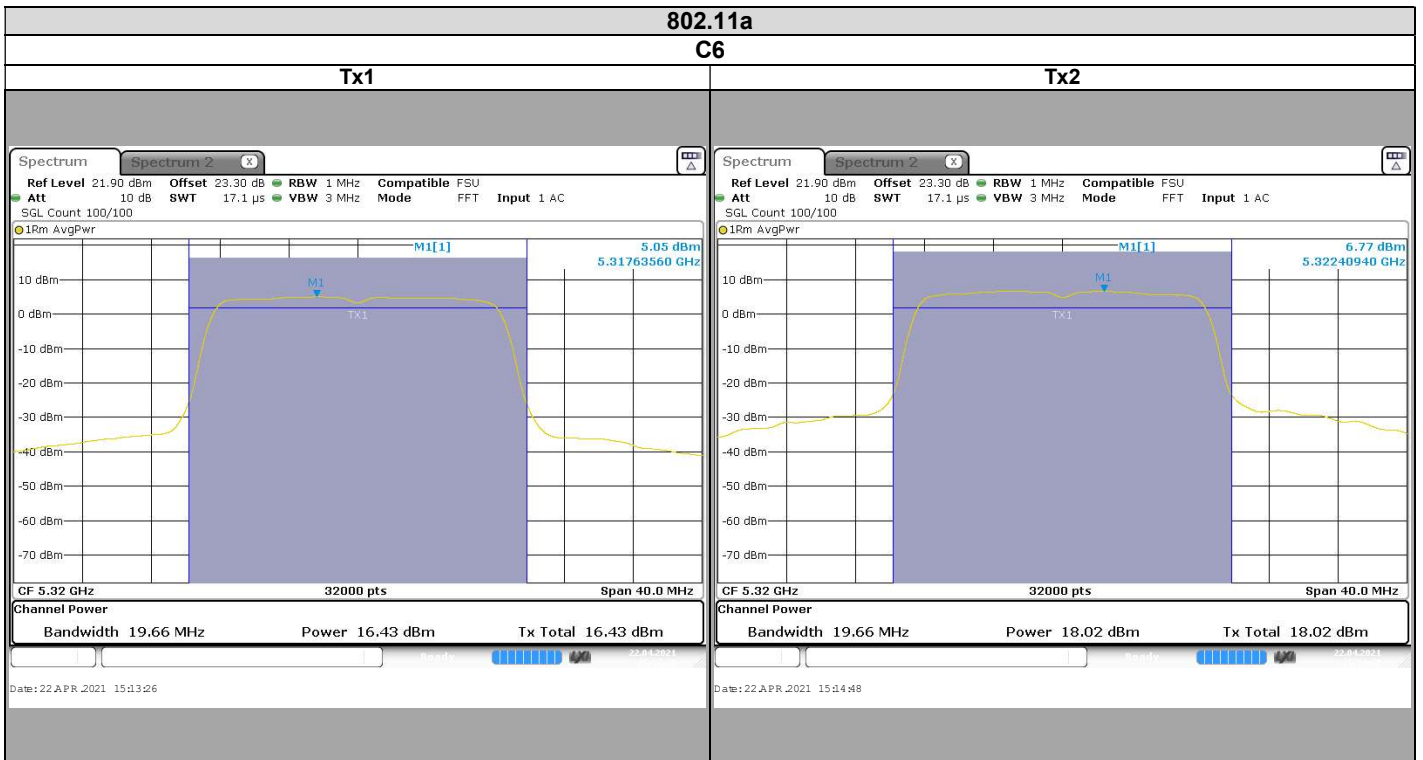 802.11a
C6
Tx1
Tx2
Spectrum
Spectrum 2 X
Ref Level 21.90 dBm Offset 23.30 dB RBW 1 MHz Compatible FSU
Att 10 dB SWT 17.1 µs VBW 3 MHz Mode FFT Input 1 AC
SGL Count 100/100
1Rm AvgPwr
M1[1] 5.05 dBm
5.31763560 GHz
10 dBm
M1
0 dBm
TX1
-10 dBm
-20 dBm
-30 dBm
-40 dBm
-50 dBm
-60 dBm
-70 dBm
CF 5.32 GHz 32000 pts Span 40.0 MHz
Channel Power
Bandwidth 19.66 MHz Power 16.43 dBm Tx Total 16.43 dBm
Ready 22.04.2021
Date: 22.APR.2021 15:13:26
Spectrum
Spectrum 2 X
Ref Level 21.90 dBm Offset 23.30 dB RBW 1 MHz Compatible FSU
Att 10 dB SWT 17.1 µs VBW 3 MHz Mode FFT Input 1 AC
SGL Count 100/100
1Rm AvgPwr
M1[1] 6.77 dBm
5.32240940 GHz
10 dBm
M1
0 dBm
TX1
-10 dBm
-20 dBm
-30 dBm
-40 dBm
-50 dBm
-60 dBm
-70 dBm
CF 5.32 GHz 32000 pts Span 40.0 MHz
Channel Power
Bandwidth 19.66 MHz Power 18.02 dBm Tx Total 18.02 dBm
Ready 22.04.2021
Date: 22.APR.2021 15:14:48